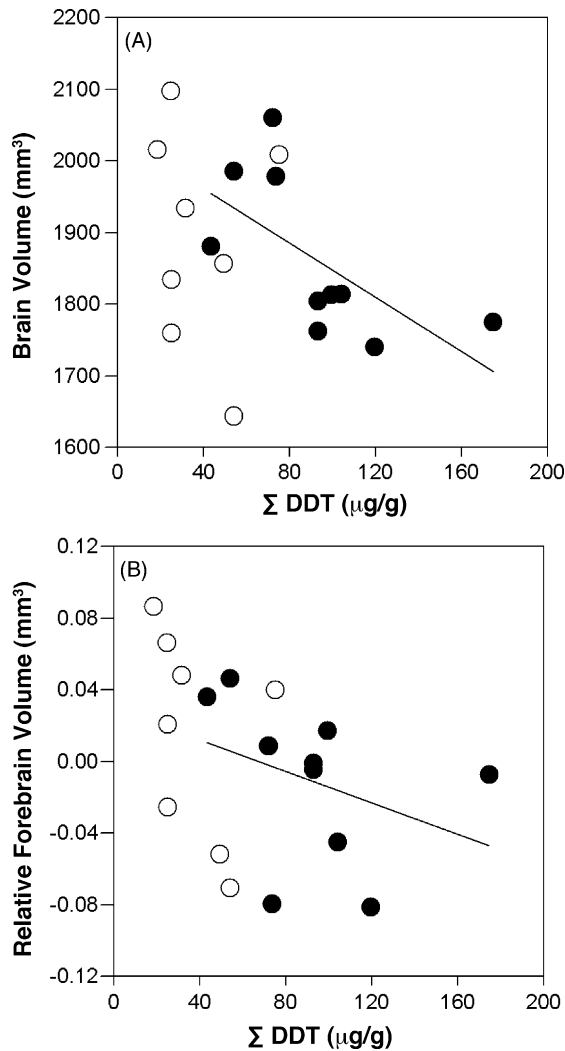 (A)
Brain Volume (mm³)
2200
2100
2000
1900
1800
1700
1600
0 40 80 120 160 200
∑ DDT (μg/g)
(B)
Relative Forebrain Volume (mm³)
0.12
0.08
0.04
0.00
-0.04
-0.08
-0.12
0 40 80 120 160 200
∑ DDT (μg/g)